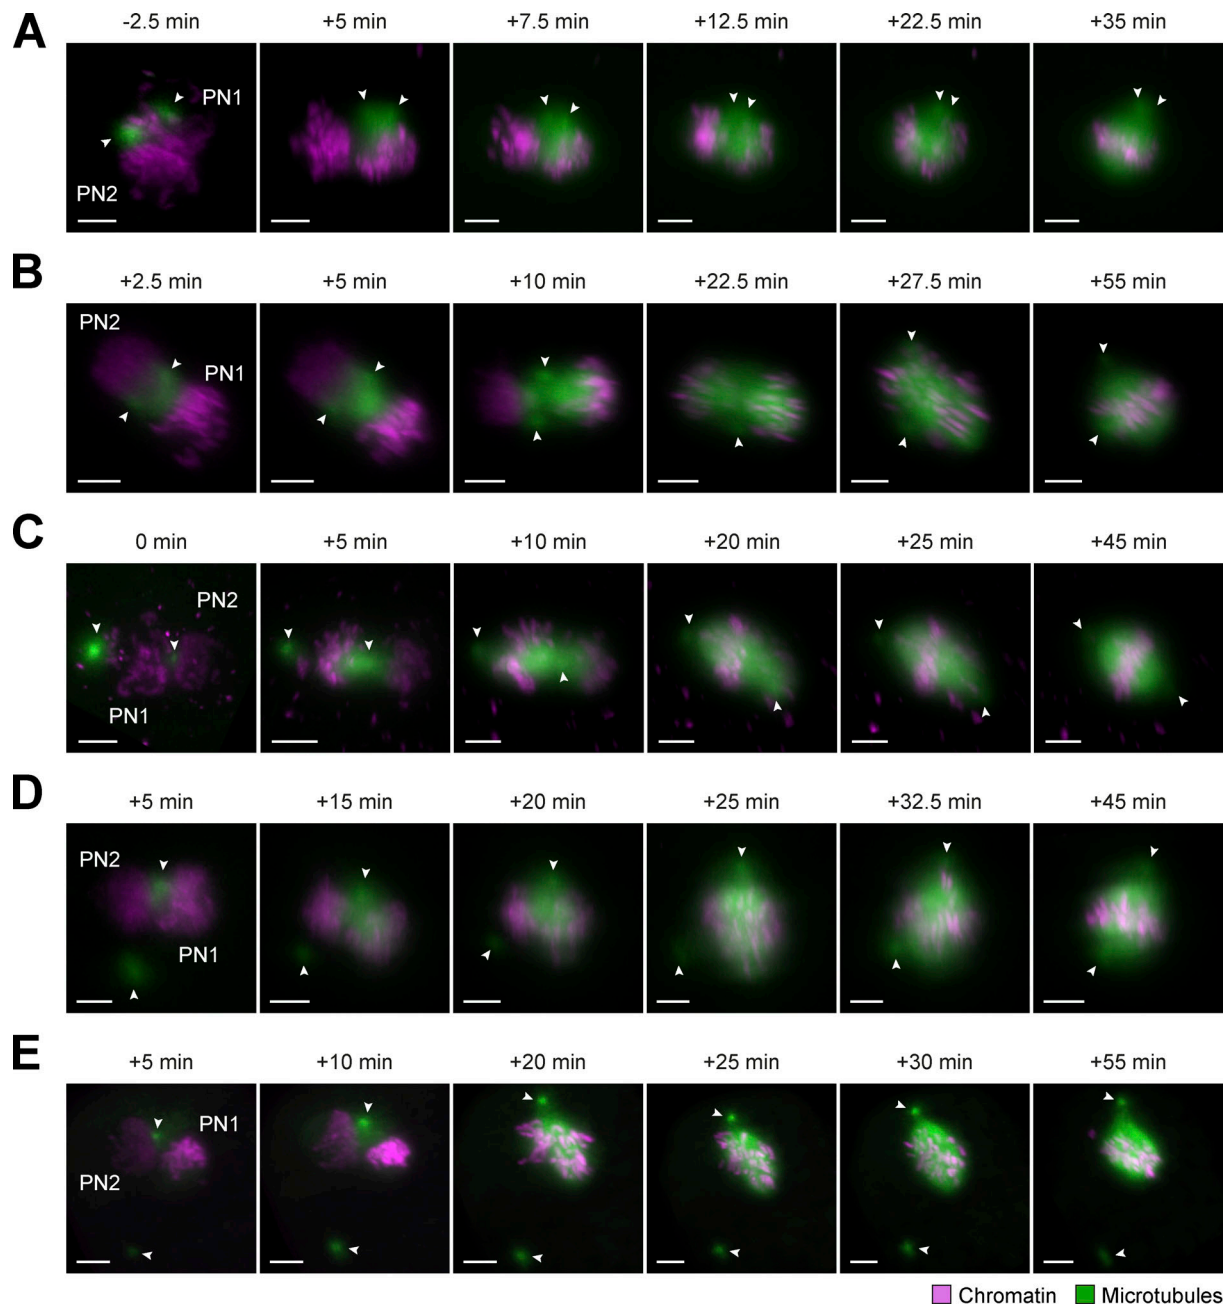 A
-2.5 min +5 min +7.5 min +12.5 min +22.5 min +35 min
PN1
PN2
B
+2.5 min +5 min +10 min +22.5 min +27.5 min +55 min
PN2
PN1
C
0 min +5 min +10 min +20 min +25 min +45 min
PN2
PN1
D
+5 min +15 min +20 min +25 min +32.5 min +45 min
PN2
PN1
E
+5 min +10 min +20 min +25 min +30 min +55 min
PN1
PN2
Chromatin Microtubules